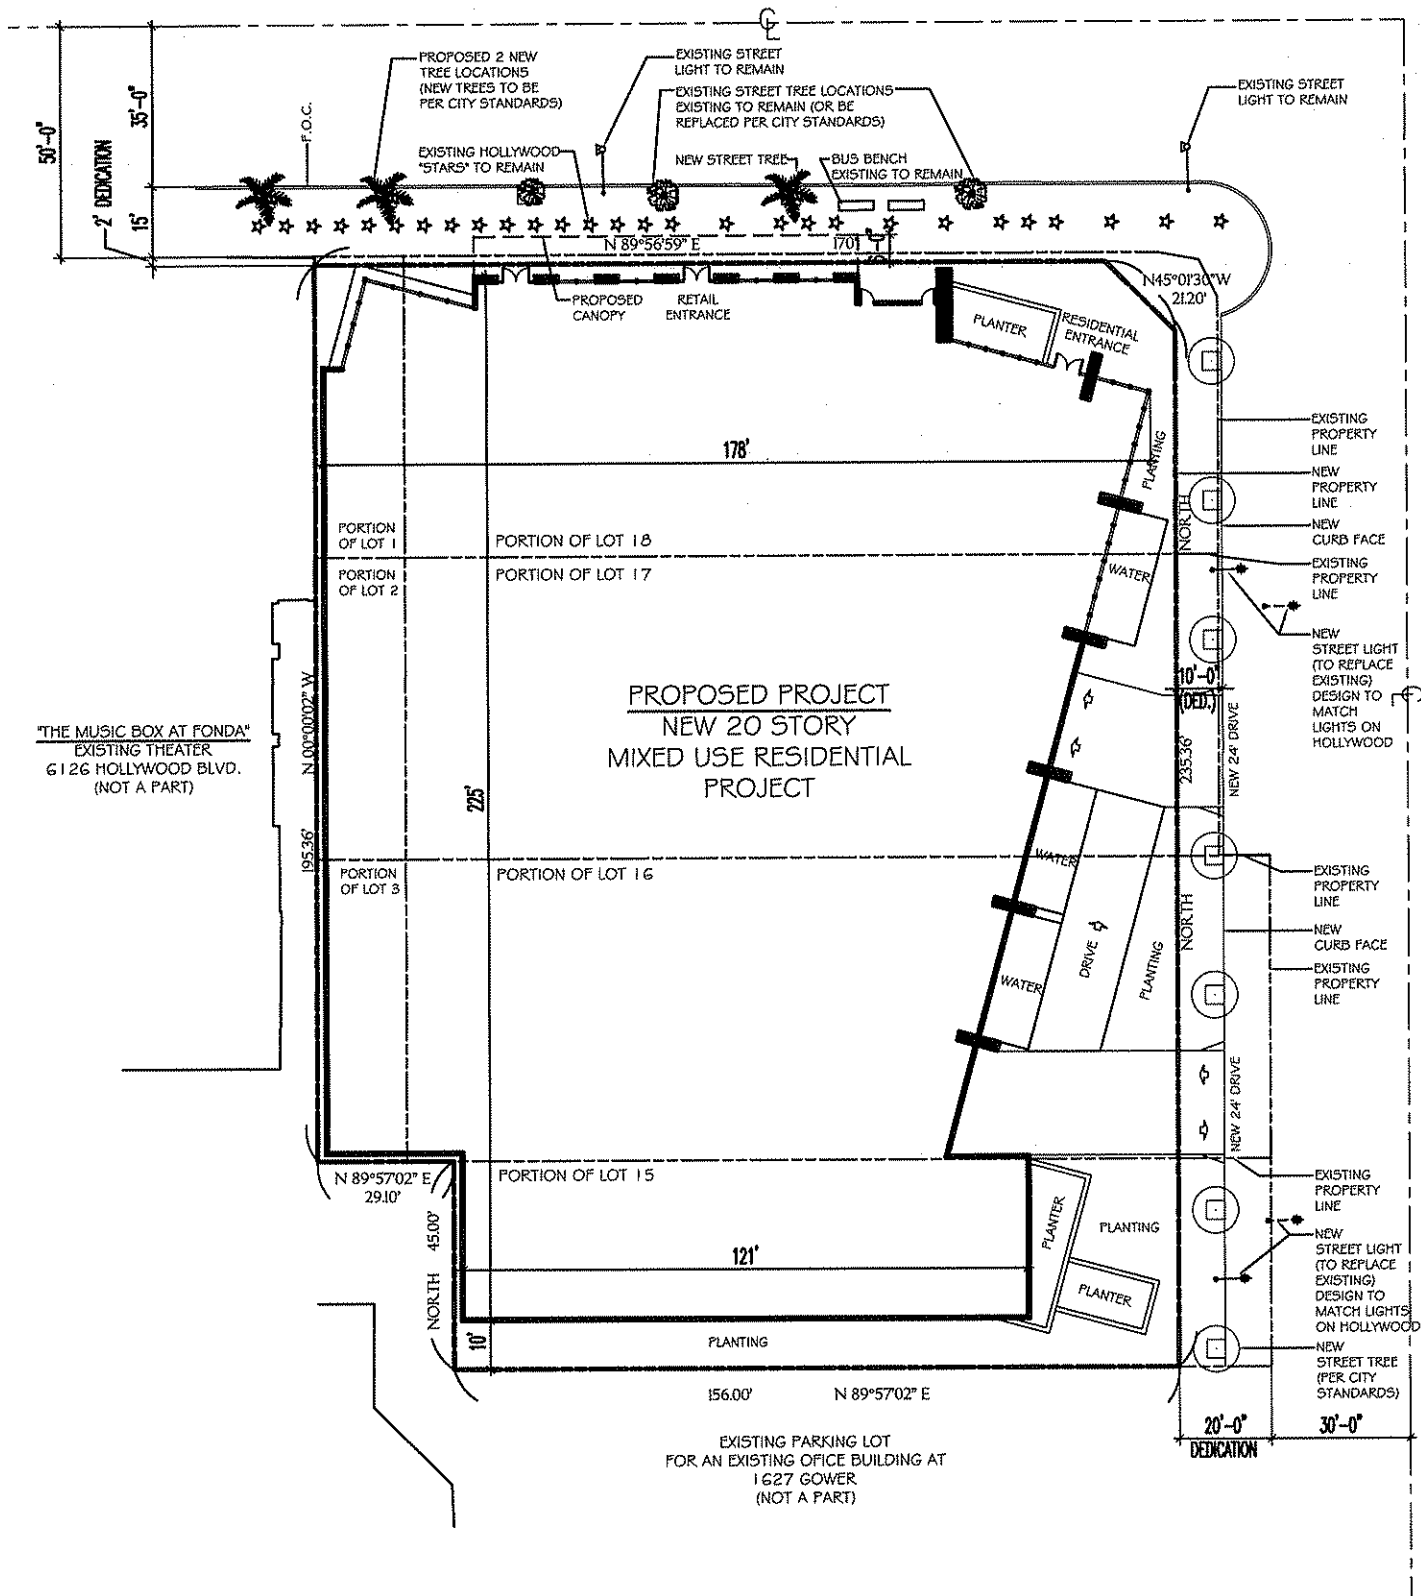 PROPOSED 2 NEW
TREE LOCATIONS
(NEW TREES TO BE
PER CITY STANDARDS)
EXISTING STREET
LIGHT TO REMAIN
EXISTING STREET TREE LOCATIONS
EXISTING TO REMAIN (OR BE
REPLACED PER CITY STANDARDS)
EXISTING STREET
LIGHT TO REMAIN
50'-0"
35'-0"
2' DEDICATION
15'
F.O.C.
EXISTING HOLLYWOOD
"STARS" TO REMAIN
NEW STREET TREE
BUS BENCH
EXISTING TO REMAIN
N 89°56'59" E
N45°01'30"W
21.20'
PROPOSED
CANOPY
RETAIL
ENTRANCE
PLANTER
RESIDENTIAL
ENTRANCE
178'
PLANTING
EXISTING
PROPERTY
LINE
NEW
PROPERTY
LINE
NORTH
NEW
CURB FACE
PORTION
OF LOT 1
PORTION OF LOT 18
PORTION
OF LOT 2
PORTION OF LOT 17
WATER
EXISTING
PROPERTY
LINE
NEW
STREET LIGHT
(TO REPLACE
EXISTING)
DESIGN TO
MATCH
LIGHTS ON
HOLLYWOOD
"THE MUSIC BOX AT FONDA"
EXISTING THEATER
6126 HOLLYWOOD BLVD.
(NOT A PART)
N 00°00'02" W
195.36'
PROPOSED PROJECT
NEW 20 STORY
MIXED USE RESIDENTIAL
PROJECT
225'
10'-0"
(DED.)
235.36'
NEW 24' DRIVE
WATER
PORTION
OF LOT 3
PORTION OF LOT 16
EXISTING
PROPERTY
LINE
NORTH
NEW
CURB FACE
DRIVE
PLANTING
WATER
EXISTING
PROPERTY
LINE
NEW 24' DRIVE
N 89°57'02" E
29.10'
PORTION OF LOT 15
EXISTING
PROPERTY
LINE
NORTH 45.00'
PLANTER
PLANTING
121'
PLANTER
NEW
STREET LIGHT
(TO REPLACE
EXISTING)
DESIGN TO
MATCH LIGHTS
ON HOLLYWOOD
10'
PLANTING
NEW
STREET TREE
(PER CITY
STANDARDS)
156.00' N 89°57'02" E
20'-0"
DEDICATION
30'-0"
EXISTING PARKING LOT
FOR AN EXISTING OFICE BUILDING AT
1627 GOWER
(NOT A PART)